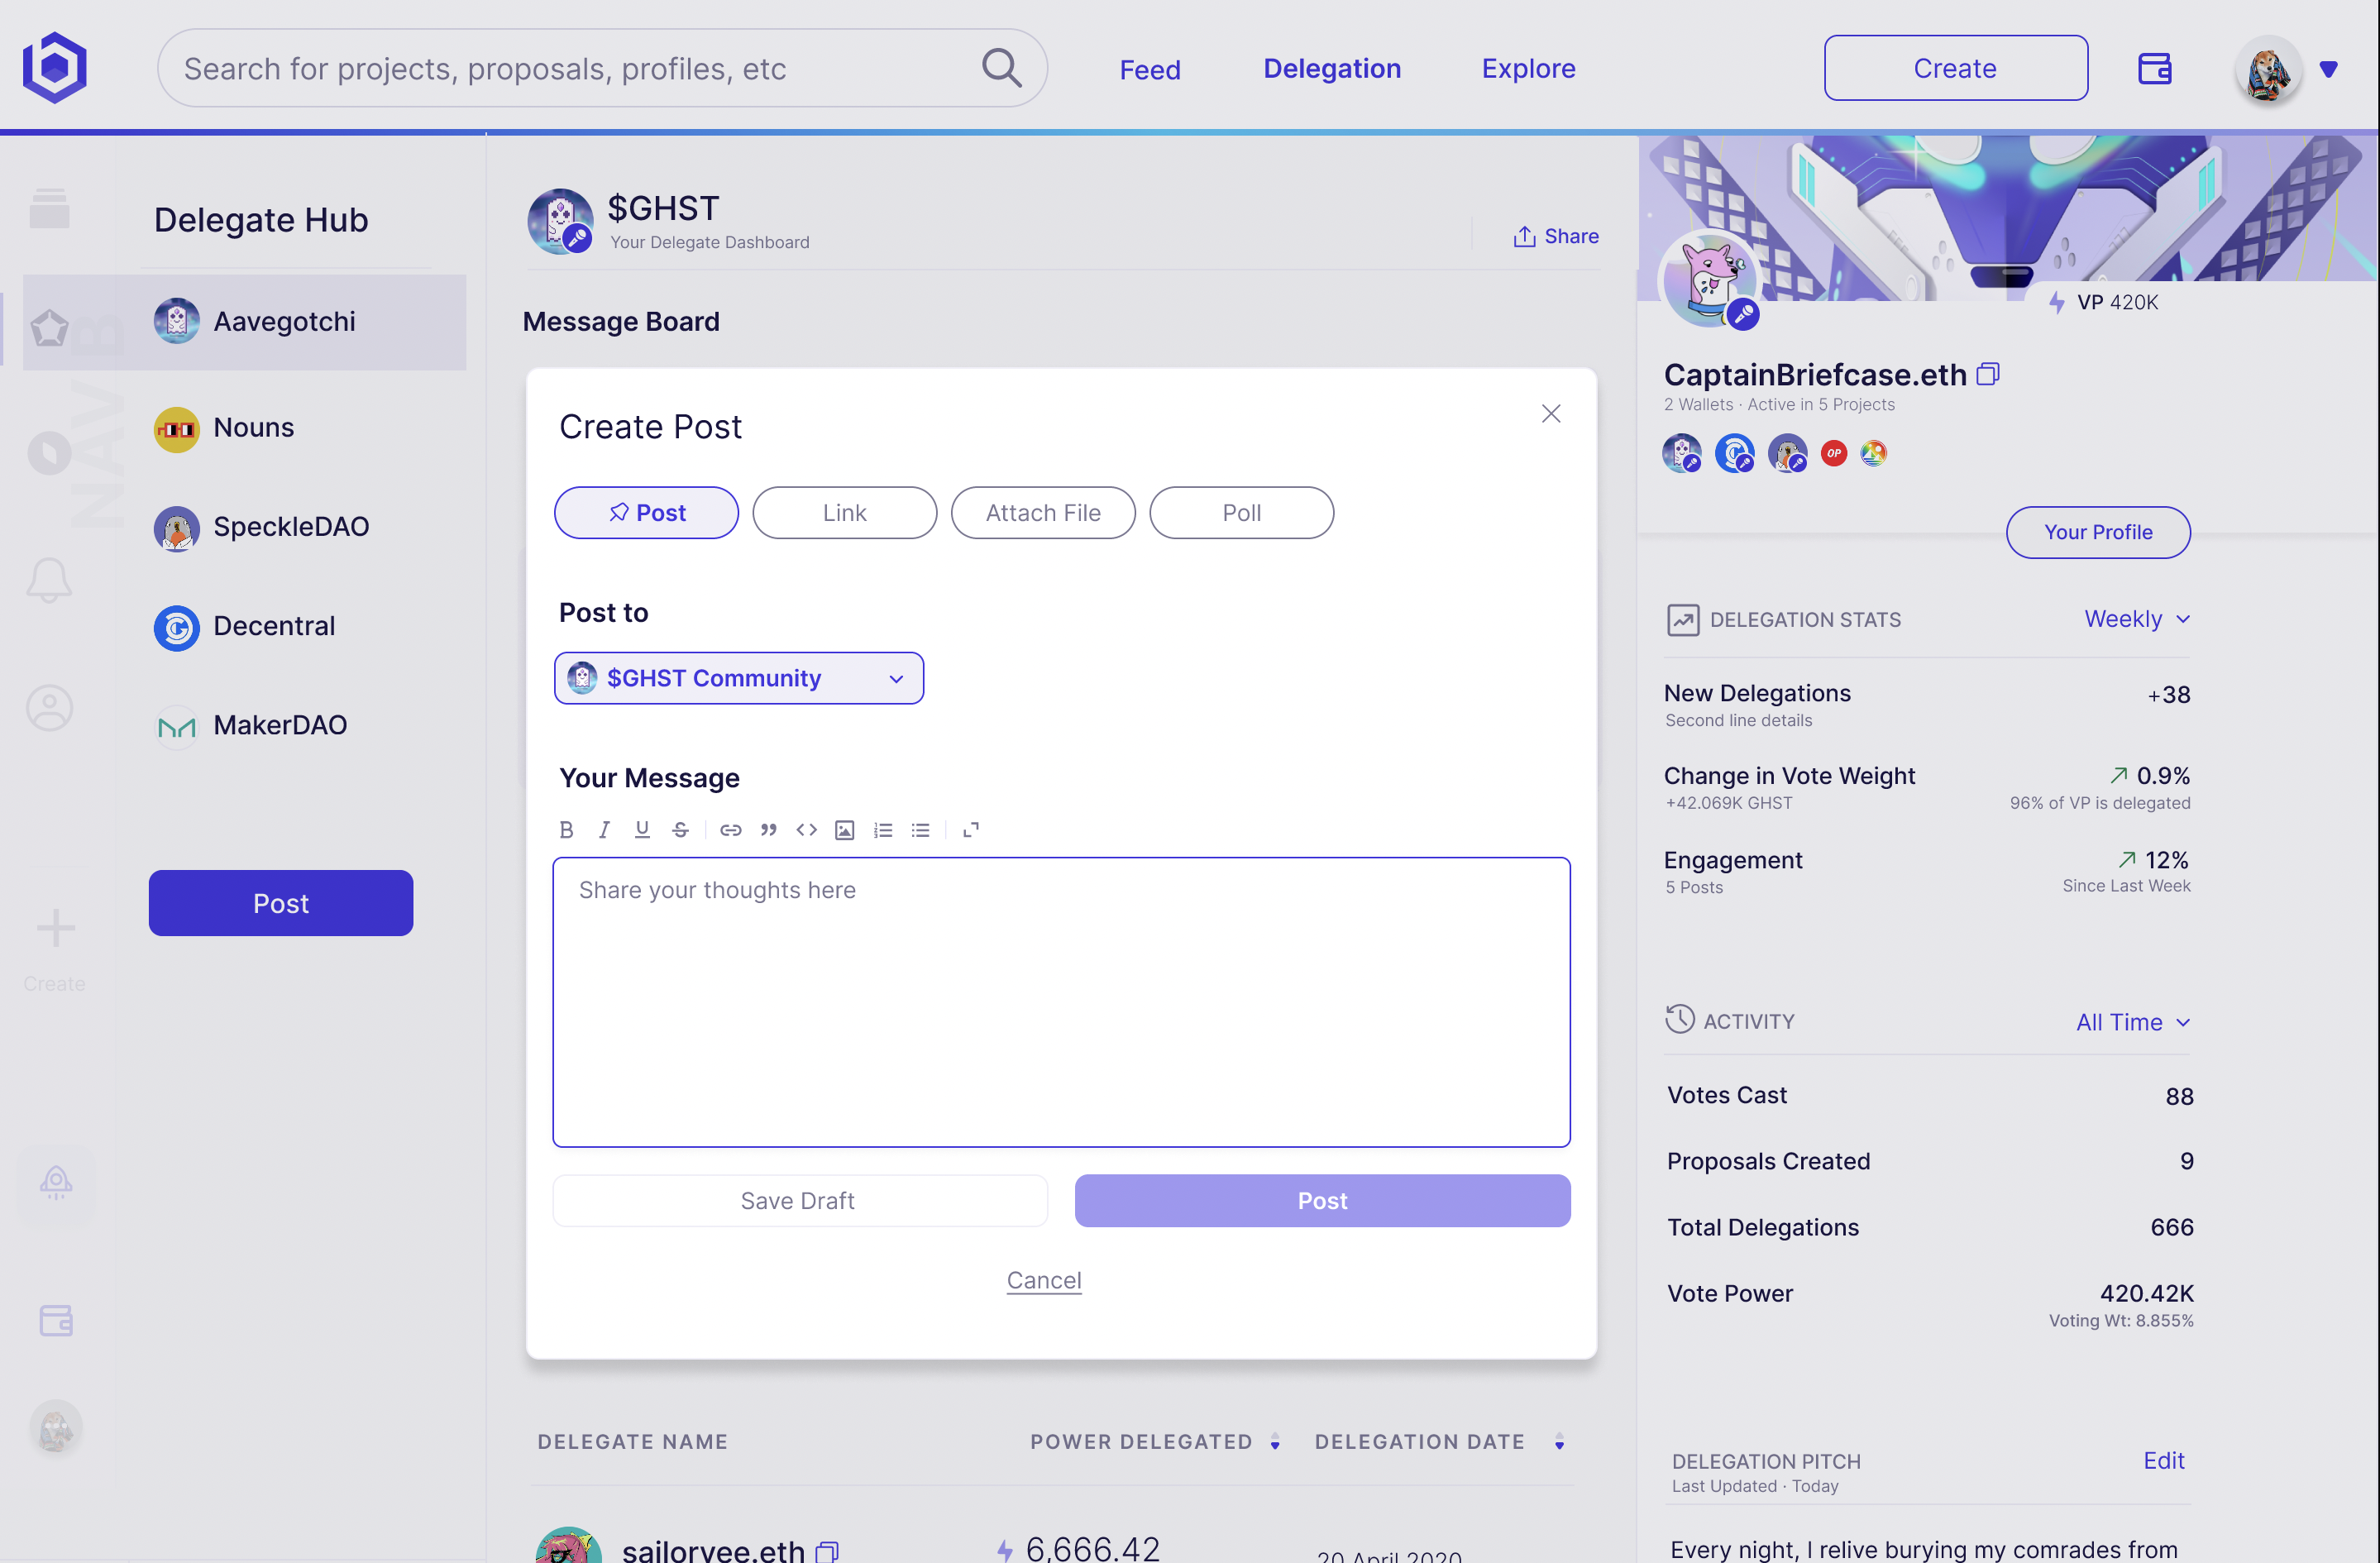 Search for projects, proposals, profiles, etc
Feed
Delegation
Explore
Create
Delegate Hub
Aavegotchi
Nouns
SpeckleDAO
Decentral
MakerDAO
Post
NAV B
Create
$GHST
Your Delegate Dashboard
Share
Message Board
Create Post
Post
Link
Attach File
Poll
Post to
$GHST Community
Your Message
Share your thoughts here
Save Draft
Post
Cancel
DELEGATE NAME
POWER DELEGATED
DELEGATION DATE
sailorvee.eth
6,666.42
20 April 2020
VP 420K
CaptainBriefcase.eth
2 Wallets · Active in 5 Projects
OP
Your Profile
DELEGATION STATS
Weekly
New Delegations
+38
Second line details
Change in Vote Weight
0.9%
+42.069K GHST
96% of VP is delegated
Engagement
12%
5 Posts
Since Last Week
ACTIVITY
All Time
Votes Cast
88
Proposals Created
9
Total Delegations
666
Vote Power
420.42K
Voting Wt: 8.855%
DELEGATION PITCH
Edit
Last Updated · Today
Every night, I relive burying my comrades from